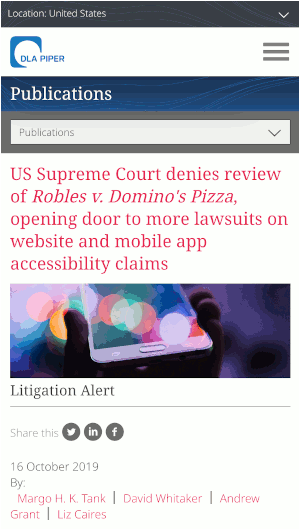 Location: United States
DLA PIPER
Publications
Publications
US Supreme Court denies review
of Robles v. Domino's Pizza,
opening door to more lawsuits on
website and mobile app
accessibility claims
Litigation Alert
Share this
16 October 2019
By:
Margo H. K. Tank | David Whitaker | Andrew
Grant | Liz Caires